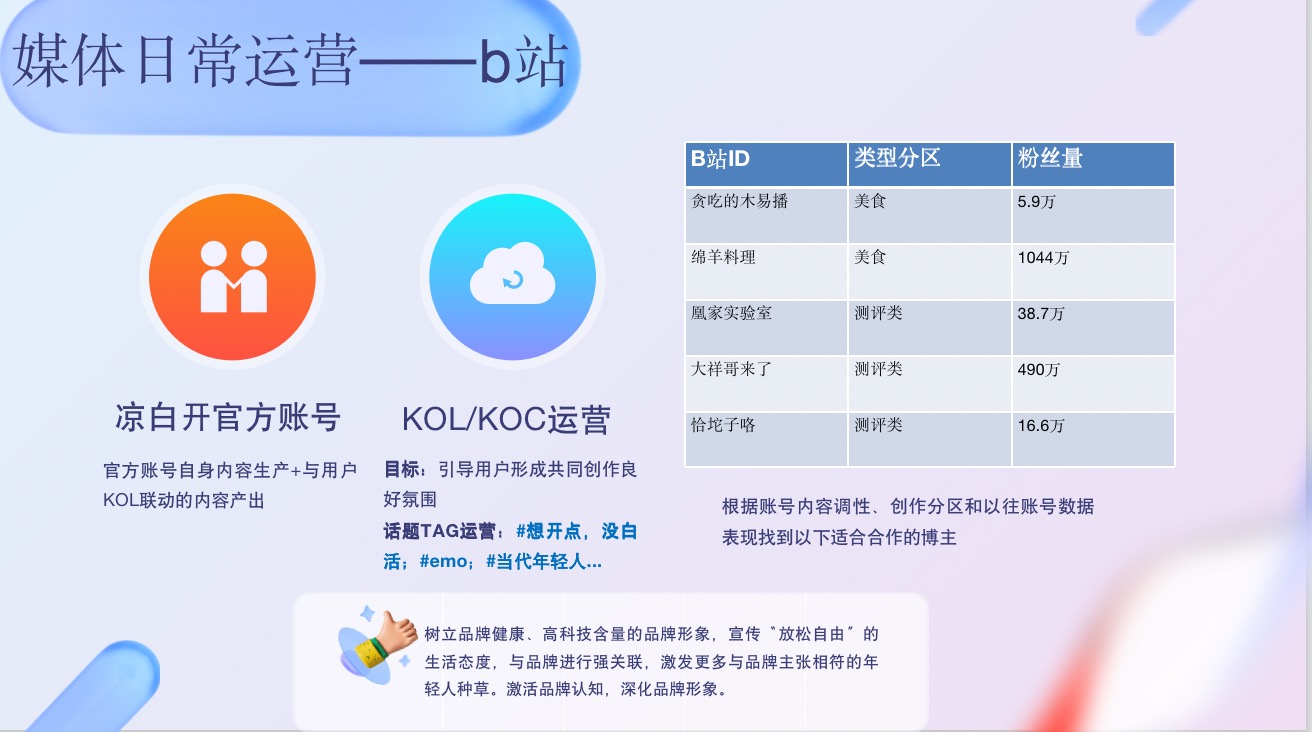 媒体日常运营——b站
凉白开官方账号
官方账号自身内容生产+与用户
KOL联动的内容产出
KOL/KOC运营
目标：引导用户形成共同创作良
好氛围
话题TAG运营：#想开点，没白
活；#emo；#当代年轻人...
B站ID 类型分区 粉丝量
贪吃的木易播 美食 5.9万
绵羊料理 美食 1044万
凰家实验室 测评类 38.7万
大祥哥来了 测评类 490万
恰垞子咯 测评类 16.6万
根据账号内容调性、创作分区和以往账号数据
表现找到以下适合合作的博主
树立品牌健康、高科技含量的品牌形象，宣传〝放松自由〞的
生活态度，与品牌进行强关联，激发更多与品牌主张相符的年
轻人种草。激活品牌认知，深化品牌形象。